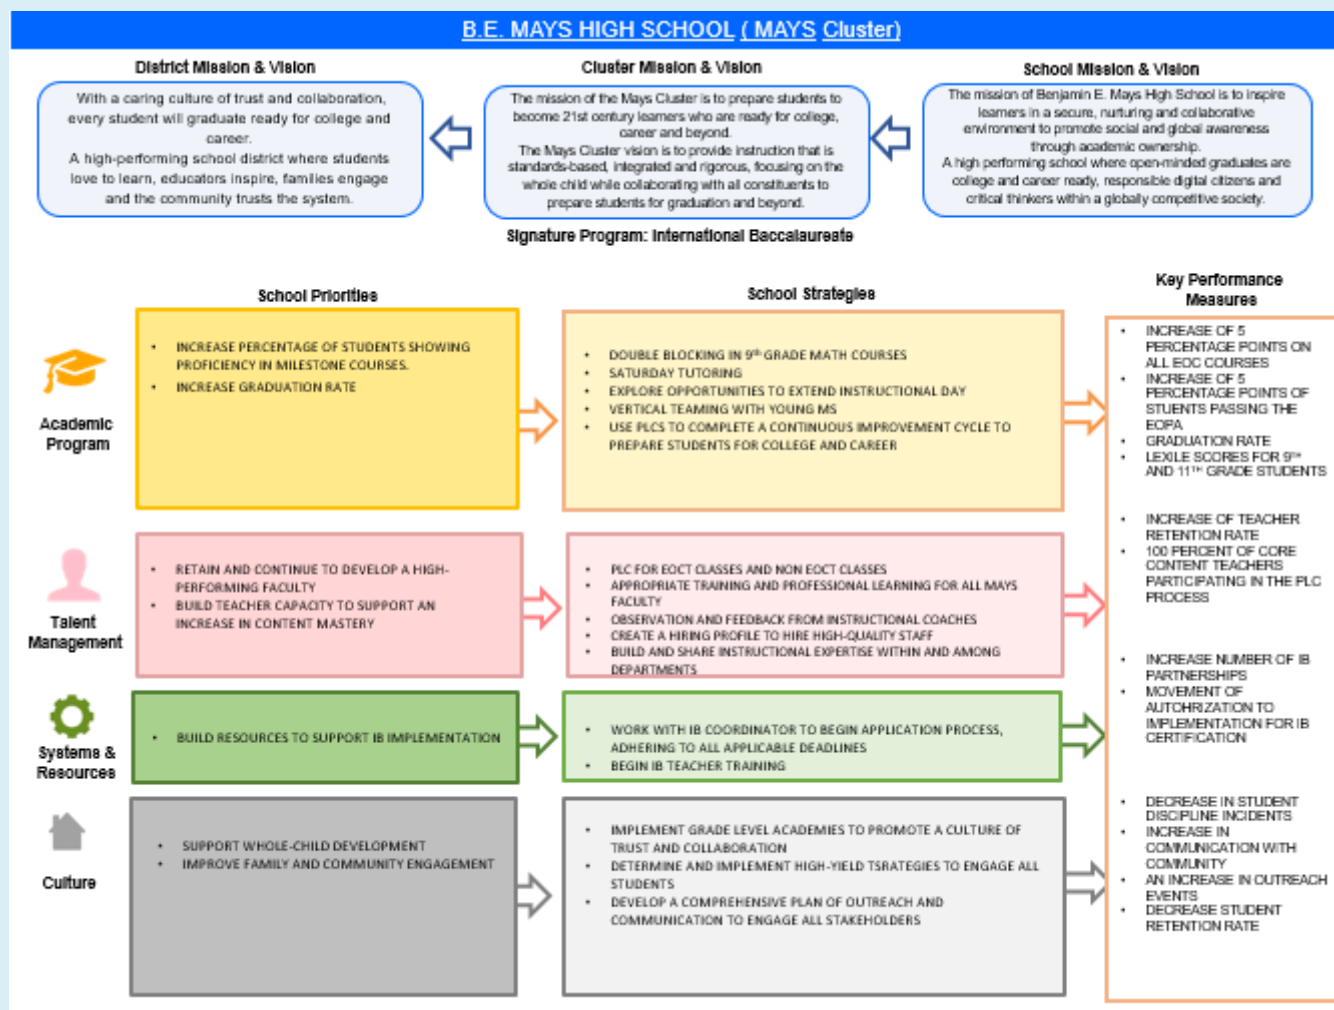 B.E. MAYS HIGH SCHOOL ( MAYS Cluster)
District Mission & Vision
With a caring culture of trust and collaboration,
every student will graduate ready for college and
career.
A high-performing school district where students
love to learn, educators inspire, families engage
and the community trusts the system.
Cluster Mission & Vision
The mission of the Mays Cluster is to prepare students to
become 21st century learners who are ready for college,
career and beyond.
The Mays Cluster vision is to provide instruction that is
standards-based, integrated and rigorous, focusing on the
whole child while collaborating with all constituents to
prepare students for graduation and beyond.
School Mission & Vision
The mission of Benjamin E. Mays High School is to inspire
learners in a secure, nurturing and collaborative
environment to promote social and global awareness
through academic ownership.
A high performing school where open-minded graduates are
college and career ready, responsible digital citizens and
critical thinkers within a globally competitive society.
Signature Program: International Baccalaureate
School Priorities
School Strategies
Key Performance
Measures
Academic
Program
• INCREASE PERCENTAGE OF STUDENTS SHOWING
PROFICIENCY IN MILESTONE COURSES.
• INCREASE GRADUATION RATE
• DOUBLE BLOCKING IN 9th GRADE MATH COURSES
• SATURDAY TUTORING
• EXPLORE OPPORTUNITIES TO EXTEND INSTRUCTIONAL DAY
• VERTICAL TEAMING WITH YOUNG MS
• USE PLCS TO COMPLETE A CONTINUOUS IMPROVEMENT CYCLE TO
PREPARE STUDENTS FOR COLLEGE AND CAREER
• INCREASE OF 5
PERCENTAGE POINTS ON
ALL EOC COURSES
• INCREASE OF 5
PERCENTAGE POINTS OF
STUENTS PASSING THE
EOPA
• GRADUATION RATE
• LEXILE SCORES FOR 9TH
AND 11TH GRADE STUDENTS
Talent
Management
• RETAIN AND CONTINUE TO DEVELOP A HIGH-
PERFORMING FACULTY
• BUILD TEACHER CAPACITY TO SUPPORT AN
INCREASE IN CONTENT MASTERY
• PLC FOR EOCT CLASSES AND NON EOCT CLASSES
• APPROPRIATE TRAINING AND PROFESSIONAL LEARNING FOR ALL MAYS
FACULTY
• OBSERVATION AND FEEDBACK FROM INSTRUCTIONAL COACHES
• CREATE A HIRING PROFILE TO HIRE HIGH-QUALITY STAFF
• BUILD AND SHARE INSTRUCTIONAL EXPERTISE WITHIN AND AMONG
DEPARTMENTS
• INCREASE OF TEACHER
RETENTION RATE
• 100 PERCENT OF CORE
CONTENT TEACHERS
PARTICIPATING IN THE PLC
PROCESS
Systems &
Resources
• BUILD RESOURCES TO SUPPORT IB IMPLEMENTATION
• WORK WITH IB COORDINATOR TO BEGIN APPLICATION PROCESS,
ADHERING TO ALL APPLICABLE DEADLINES
• BEGIN IB TEACHER TRAINING
• INCREASE NUMBER OF IB
PARTNERSHIPS
• MOVEMENT OF
AUTOHRIZATION TO
IMPLEMENTATION FOR IB
CERTIFICATION
Culture
• SUPPORT WHOLE-CHILD DEVELOPMENT
• IMPROVE FAMILY AND COMMUNITY ENGAGEMENT
• IMPLEMENT GRADE LEVEL ACADEMIES TO PROMOTE A CULTURE OF
TRUST AND COLLABORATION
• DETERMINE AND IMPLEMENT HIGH-YIELD TSRATEGIES TO ENGAGE ALL
STUDENTS
• DEVELOP A COMPREHENSIVE PLAN OF OUTREACH AND
COMMUNICATION TO ENGAGE ALL STAKEHOLDERS
• DECREASE IN STUDENT
DISCIPLINE INCIDENTS
• INCREASE IN
COMMUNICATION WITH
COMMUNITY
• AN INCREASE IN OUTREACH
EVENTS
• DECREASE STUDENT
RETENTION RATE